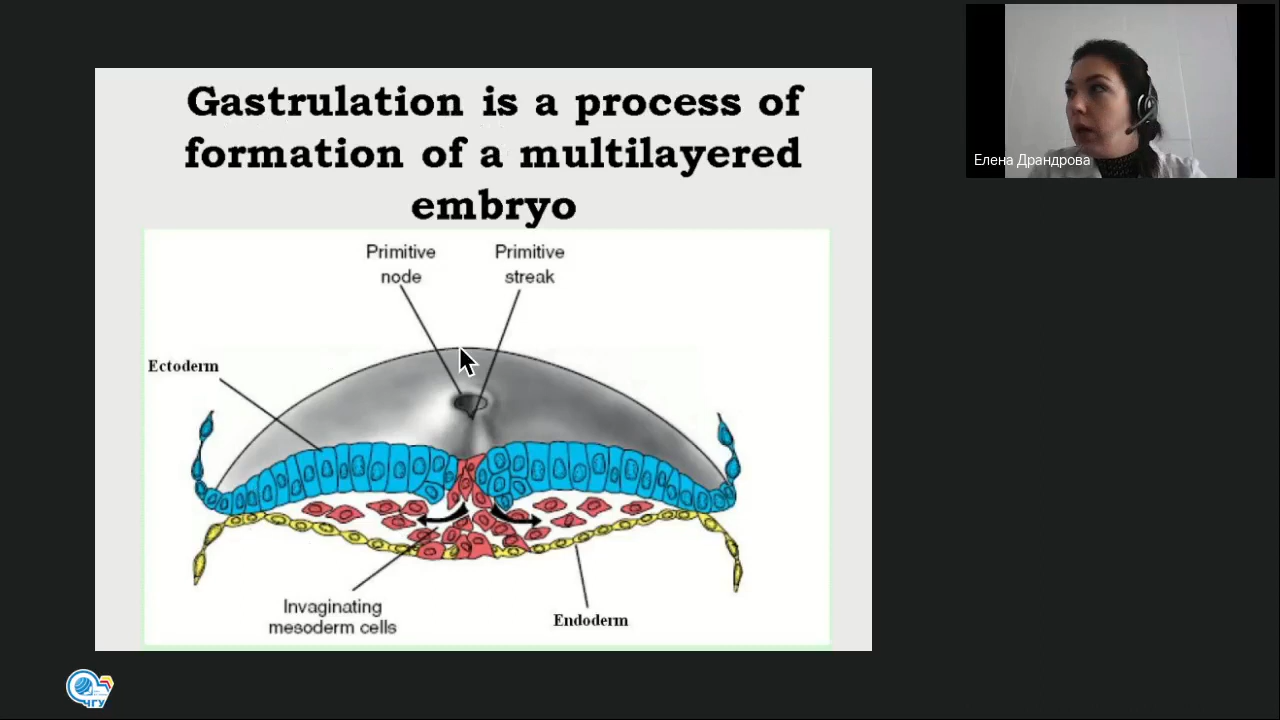 Gastrulation is a process of
formation of a multilayered
embryo
Primitive
node
Primitive
streak
Ectoderm
Invaginating
mesoderm cells
Endoderm
Елена Драндрова
ЧГУ